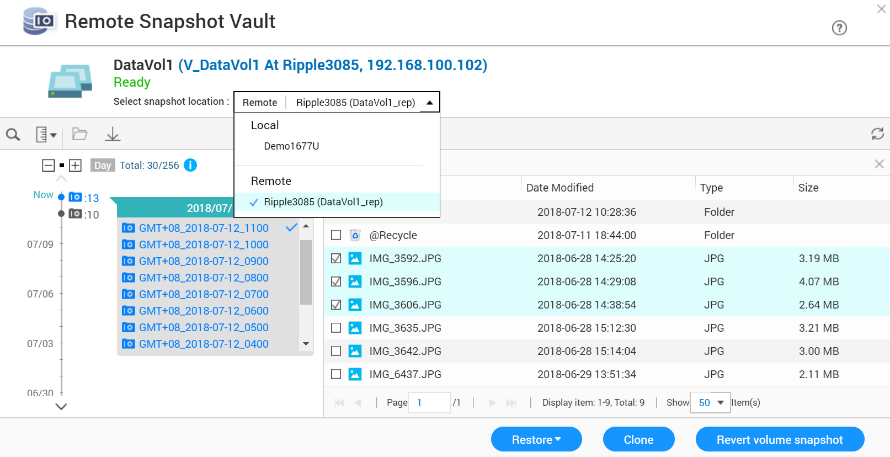 Remote Snapshot Vault
DataVol1 (V_DataVol1 At Ripple3085, 192.168.100.102)
Ready
Select snapshot location : Remote Ripple3085 (DataVol1_rep)
Local
Demo1677U
Remote
Ripple3085 (DataVol1_rep)
Day Total: 30/256
Now
:13
:10
07/09
07/06
07/03
06/30
2018/07/
GMT+08_2018-07-12_1100
GMT+08_2018-07-12_1000
GMT+08_2018-07-12_0900
GMT+08_2018-07-12_0800
GMT+08_2018-07-12_0700
GMT+08_2018-07-12_0600
GMT+08_2018-07-12_0500
GMT+08_2018-07-12_0400
Date Modified Type Size
2018-07-12 10:28:36 Folder
@Recycle 2018-07-11 18:44:00 Folder
IMG_3592.JPG 2018-06-28 14:25:20 JPG 3.19 MB
IMG_3596.JPG 2018-06-28 14:29:08 JPG 4.07 MB
IMG_3606.JPG 2018-06-28 14:38:54 JPG 2.64 MB
IMG_3635.JPG 2018-06-28 15:12:30 JPG 3.21 MB
IMG_3642.JPG 2018-06-28 15:14:04 JPG 3.00 MB
IMG_6437.JPG 2018-06-29 13:51:34 JPG 2.11 MB
Page 1 /1 Display item: 1-9, Total: 9 Show 50 Item(s)
Restore Clone Revert volume snapshot